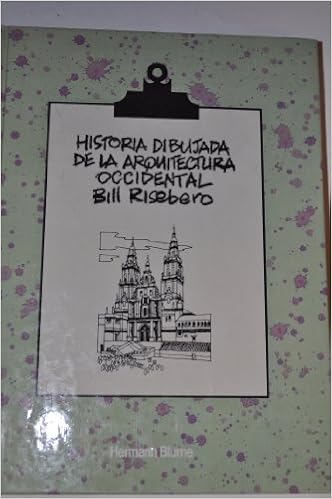 HISTORIA DIBUJADA
DE LA ARQUITECTURA
OCCIDENTAL
Bill Risebero
Hermann Blume